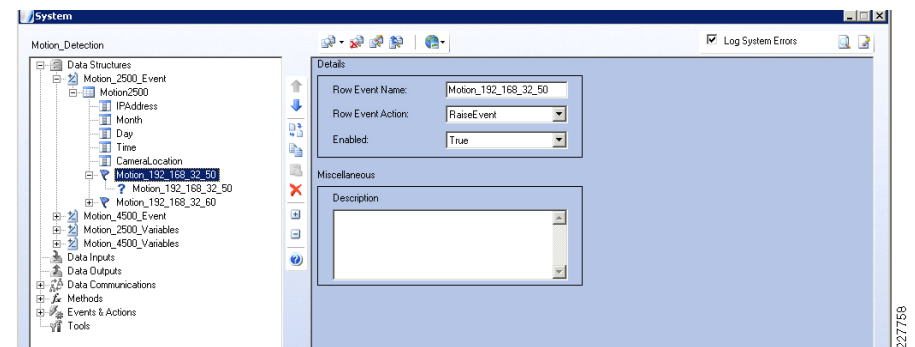 System
Motion_Detection
Log System Errors
Data Structures
Motion_2500_Event
Motion2500
IPAddress
Month
Day
Time
CameraLocation
Motion_192_168_32_50
? Motion_192_168_32_50
Motion_192_168_32_60
Motion_4500_Event
Motion_2500_Variables
Motion_4500_Variables
Data Inputs
Data Outputs
Data Communications
fx Methods
Events & Actions
Tools
Details
Row Event Name: Motion_192_168_32_50
Row Event Action: RaiseEvent
Enabled: True
Miscellaneous
Description
227758